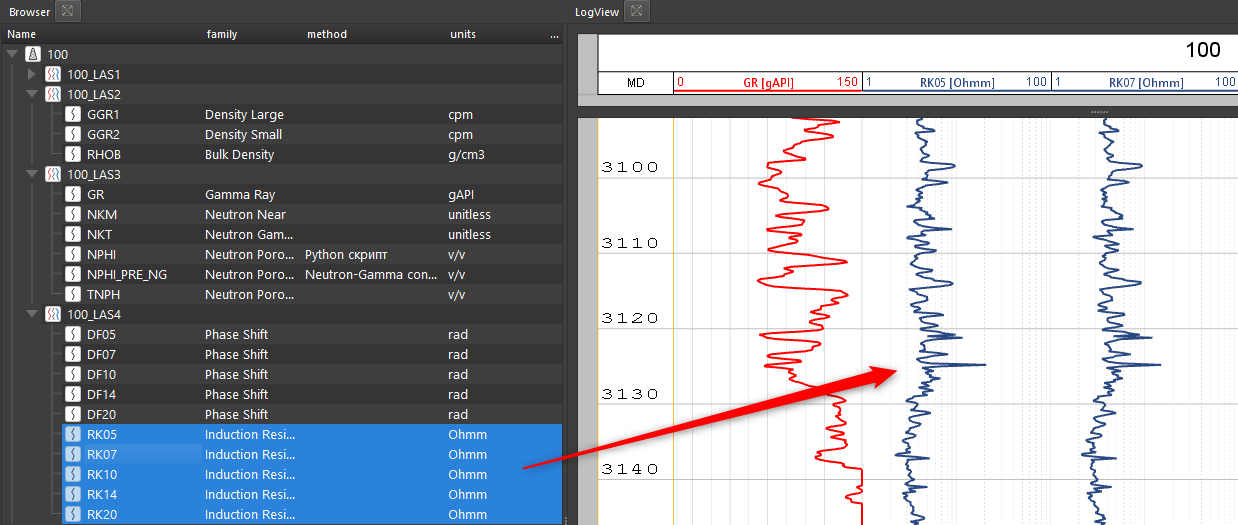 Browser
Name family method units ...
100
100_LAS1
100_LAS2
GGR1 Density Large cpm
GGR2 Density Small cpm
RHOB Bulk Density g/cm3
100_LAS3
GR Gamma Ray gAPI
NKM Neutron Near unitless
NKT Neutron Gam... unitless
NPHI Neutron Poro... Python скрипт v/v
NPHI_PRE_NG Neutron Poro... Neutron-Gamma con... v/v
TNPH Neutron Poro... v/v
100_LAS4
DF05 Phase Shift rad
DF07 Phase Shift rad
DF10 Phase Shift rad
DF14 Phase Shift rad
DF20 Phase Shift rad
RK05 Induction Resi... Ohmm
RK07 Induction Resi... Ohmm
RK10 Induction Resi... Ohmm
RK14 Induction Resi... Ohmm
RK20 Induction Resi... Ohmm
LogView
100
MD 0 GR [gAPI] 150 1 RK05 [Ohmm] 100 1 RK07 [Ohmm] 100
3100
3110
3120
3130
3140